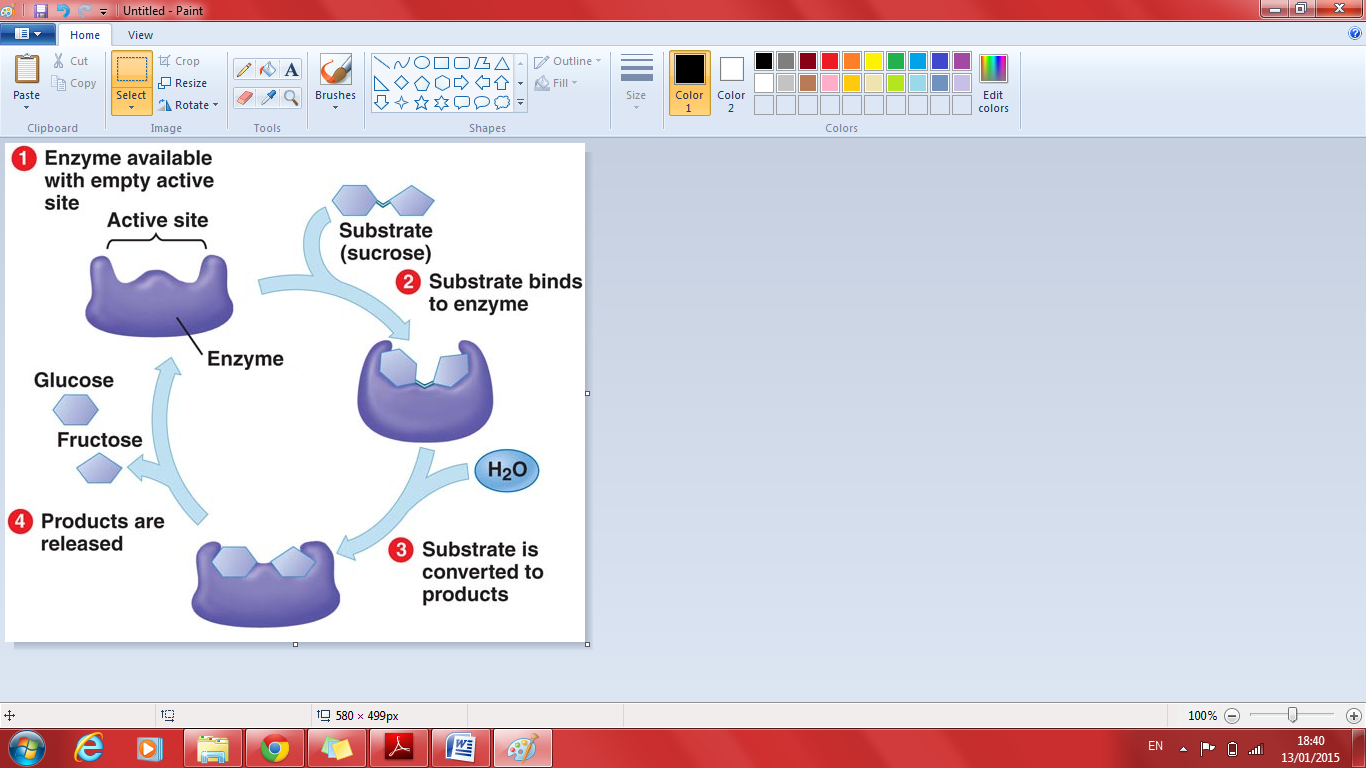 Untitled - Paint
Home
View
Paste
Cut
Copy
Clipboard
Select
Crop
Resize
Rotate
Image
A
Tools
Brushes
Shapes
Outline
Fill
Size
Color
1
Color
2
Edit
colors
Colors
1 Enzyme available
with empty active
site
Active site
Enzyme
Substrate
(sucrose)
2 Substrate binds
to enzyme
H2O
3 Substrate is
converted to
products
Glucose
Fructose
4 Products are
released
580 × 499px
100%
EN
18:40
13/01/2015